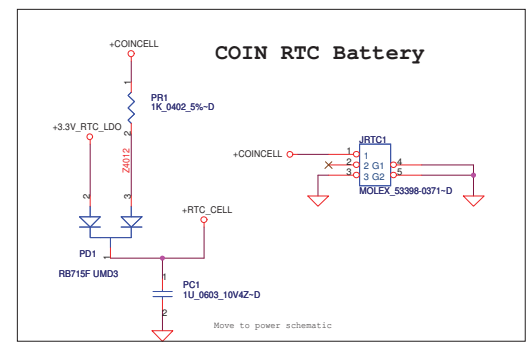 +COINCELL
COIN RTC Battery
1
PR1
1K_0402_5%~D
+3.3V_RTC_LDO
2
Z4012
JRTC1
+COINCELL
1
1
2
2 G1
4
3
3 G2
5
MOLEX_53398-0371~D
2
3
+RTC_CELL
PD1
1
RB715F UMD3
1
PC1
1U_0603_10V4Z~D
2
Move to power schematic